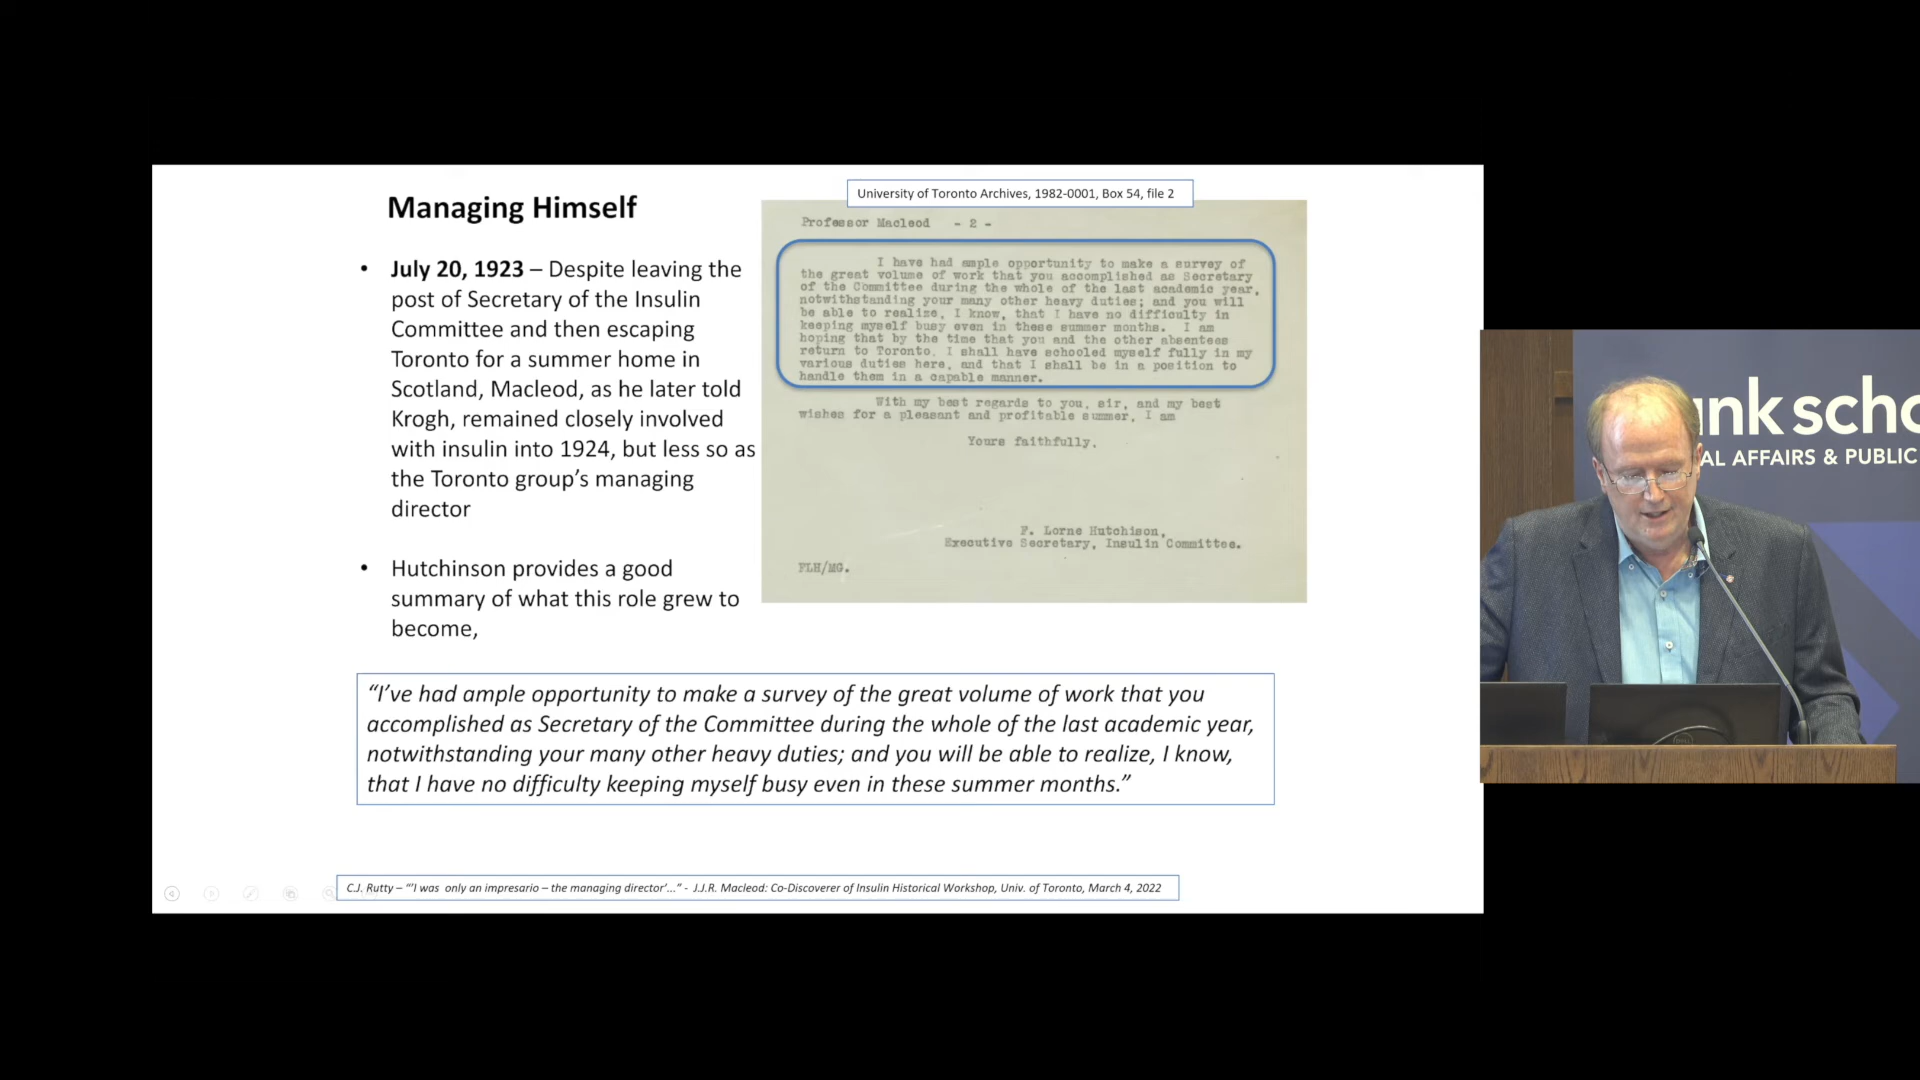 Managing Himself
• July 20, 1923 – Despite leaving the
post of Secretary of the Insulin
Committee and then escaping
Toronto for a summer home in
Scotland, Macleod, as he later told
Krogh, remained closely involved
with insulin into 1924, but less so as
the Toronto group’s managing
director
• Hutchinson provides a good
summary of what this role grew to
become,
University of Toronto Archives, 1982-0001, Box 54, file 2
Professor Macleod - 2 -
I have had ample opportunity to make a survey of
the great volume of work that you accomplished as Secretary
of the Committee during the whole of the last academic year,
notwithstanding your many other heavy duties; and you will
be able to realize, I know, that I have no difficulty in
keeping myself busy even in these summer months. I am
hoping that by the time that you and the other absentees
return to Toronto, I shall have schooled myself fully in my
various duties here, and that I shall be in a position to
handle them in a capable manner.
With my best regards to you, sir, and my best
wishes for a pleasant and profitable summer, I am
Yours faithfully,
F. Lorne Hutchison,
Executive Secretary, Insulin Committee.
FLH/MG.
“I’ve had ample opportunity to make a survey of the great volume of work that you
accomplished as Secretary of the Committee during the whole of the last academic year,
notwithstanding your many other heavy duties; and you will be able to realize, I know,
that I have no difficulty keeping myself busy even in these summer months.”
C.J. Rutty – “‘I was only an impresario – the managing director’...” - J.J.R. Macleod: Co-Discoverer of Insulin Historical Workshop, Univ. of Toronto, March 4, 2022
unk scho
AL AFFAIRS & PUBLIC